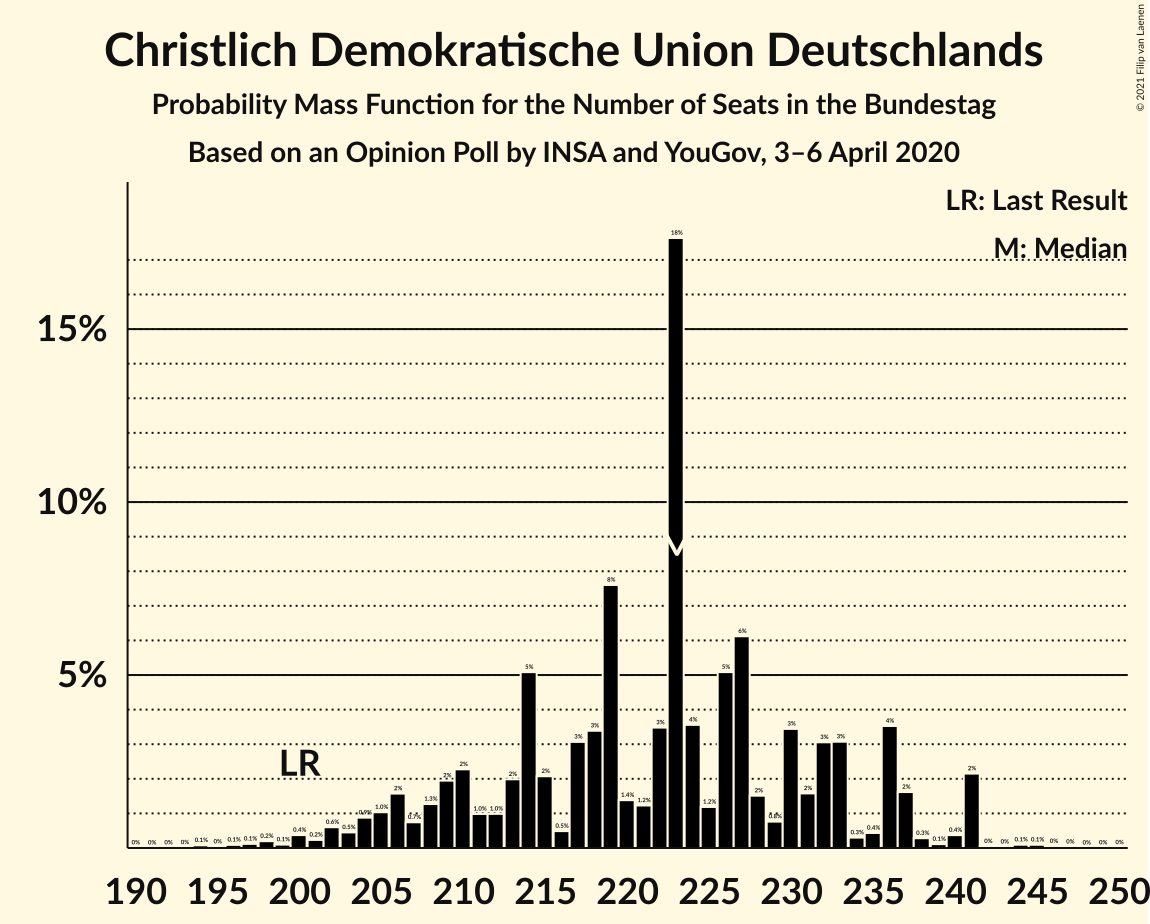 Christlich Demokratische Union Deutschlands
Probability Mass Function for the Number of Seats in the Bundestag
Based on an Opinion Poll by INSA and YouGov, 3–6 April 2020
© 2021 Filip van Laenen
LR: Last Result
M: Median
15%
10%
5%
LR
M
0% 0% 0% 0% 0.1% 0% 0.1% 0.1% 0.2% 0.1% 0.4% 0.2% 0.6% 0.5% 0.9% 1.0% 2% 0.7% 1.3% 2% 2% 1.0% 1.0% 2% 5% 2% 0.5% 3% 3% 8% 1.4% 1.2% 3% 18% 4% 1.2% 5% 6% 2% 0.8% 3% 2% 3% 3% 0.3% 0.4% 4% 2% 0.3% 0.1% 0.4% 2% 0% 0% 0.1% 0.1% 0% 0% 0% 0% 0%
190 195 200 205 210 215 220 225 230 235 240 245 250